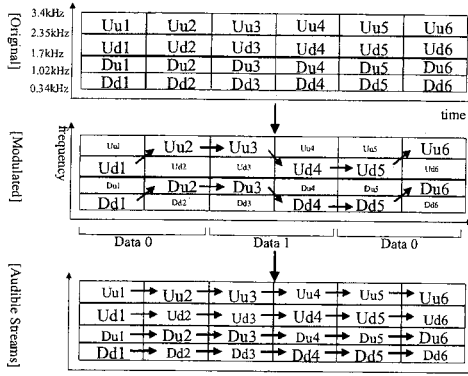 [Original]
3.4kHz
2.35kHz
1.7kHz
1.02kHz
0.34kHz
Uu1 Uu2 Uu3 Uu4 Uu5 Uu6
Ud1 Ud2 Ud3 Ud4 Ud5 Ud6
Du1 Du2 Du3 Du4 Du5 Du6
Dd1 Dd2 Dd3 Dd4 Dd5 Dd6
time
frequency
[Modulated]
Uu1 Uu2 Uu3 Uu4 Uu5 Uu6
Ud1 Ud2 Ud3 Ud4 Ud5 Ud6
Du1 Du2 Du3 Du4 Du5 Du6
Dd1 Dd2 Dd3 Dd4 Dd5 Dd6
Data 0 Data 1 Data 0
[Audible Streams]
Uu1 Uu2 Uu3 Uu4 Uu5 Uu6
Ud1 Ud2 Ud3 Ud4 Ud5 Ud6
Du1 Du2 Du3 Du4 Du5 Du6
Dd1 Dd2 Dd3 Dd4 Dd5 Dd6